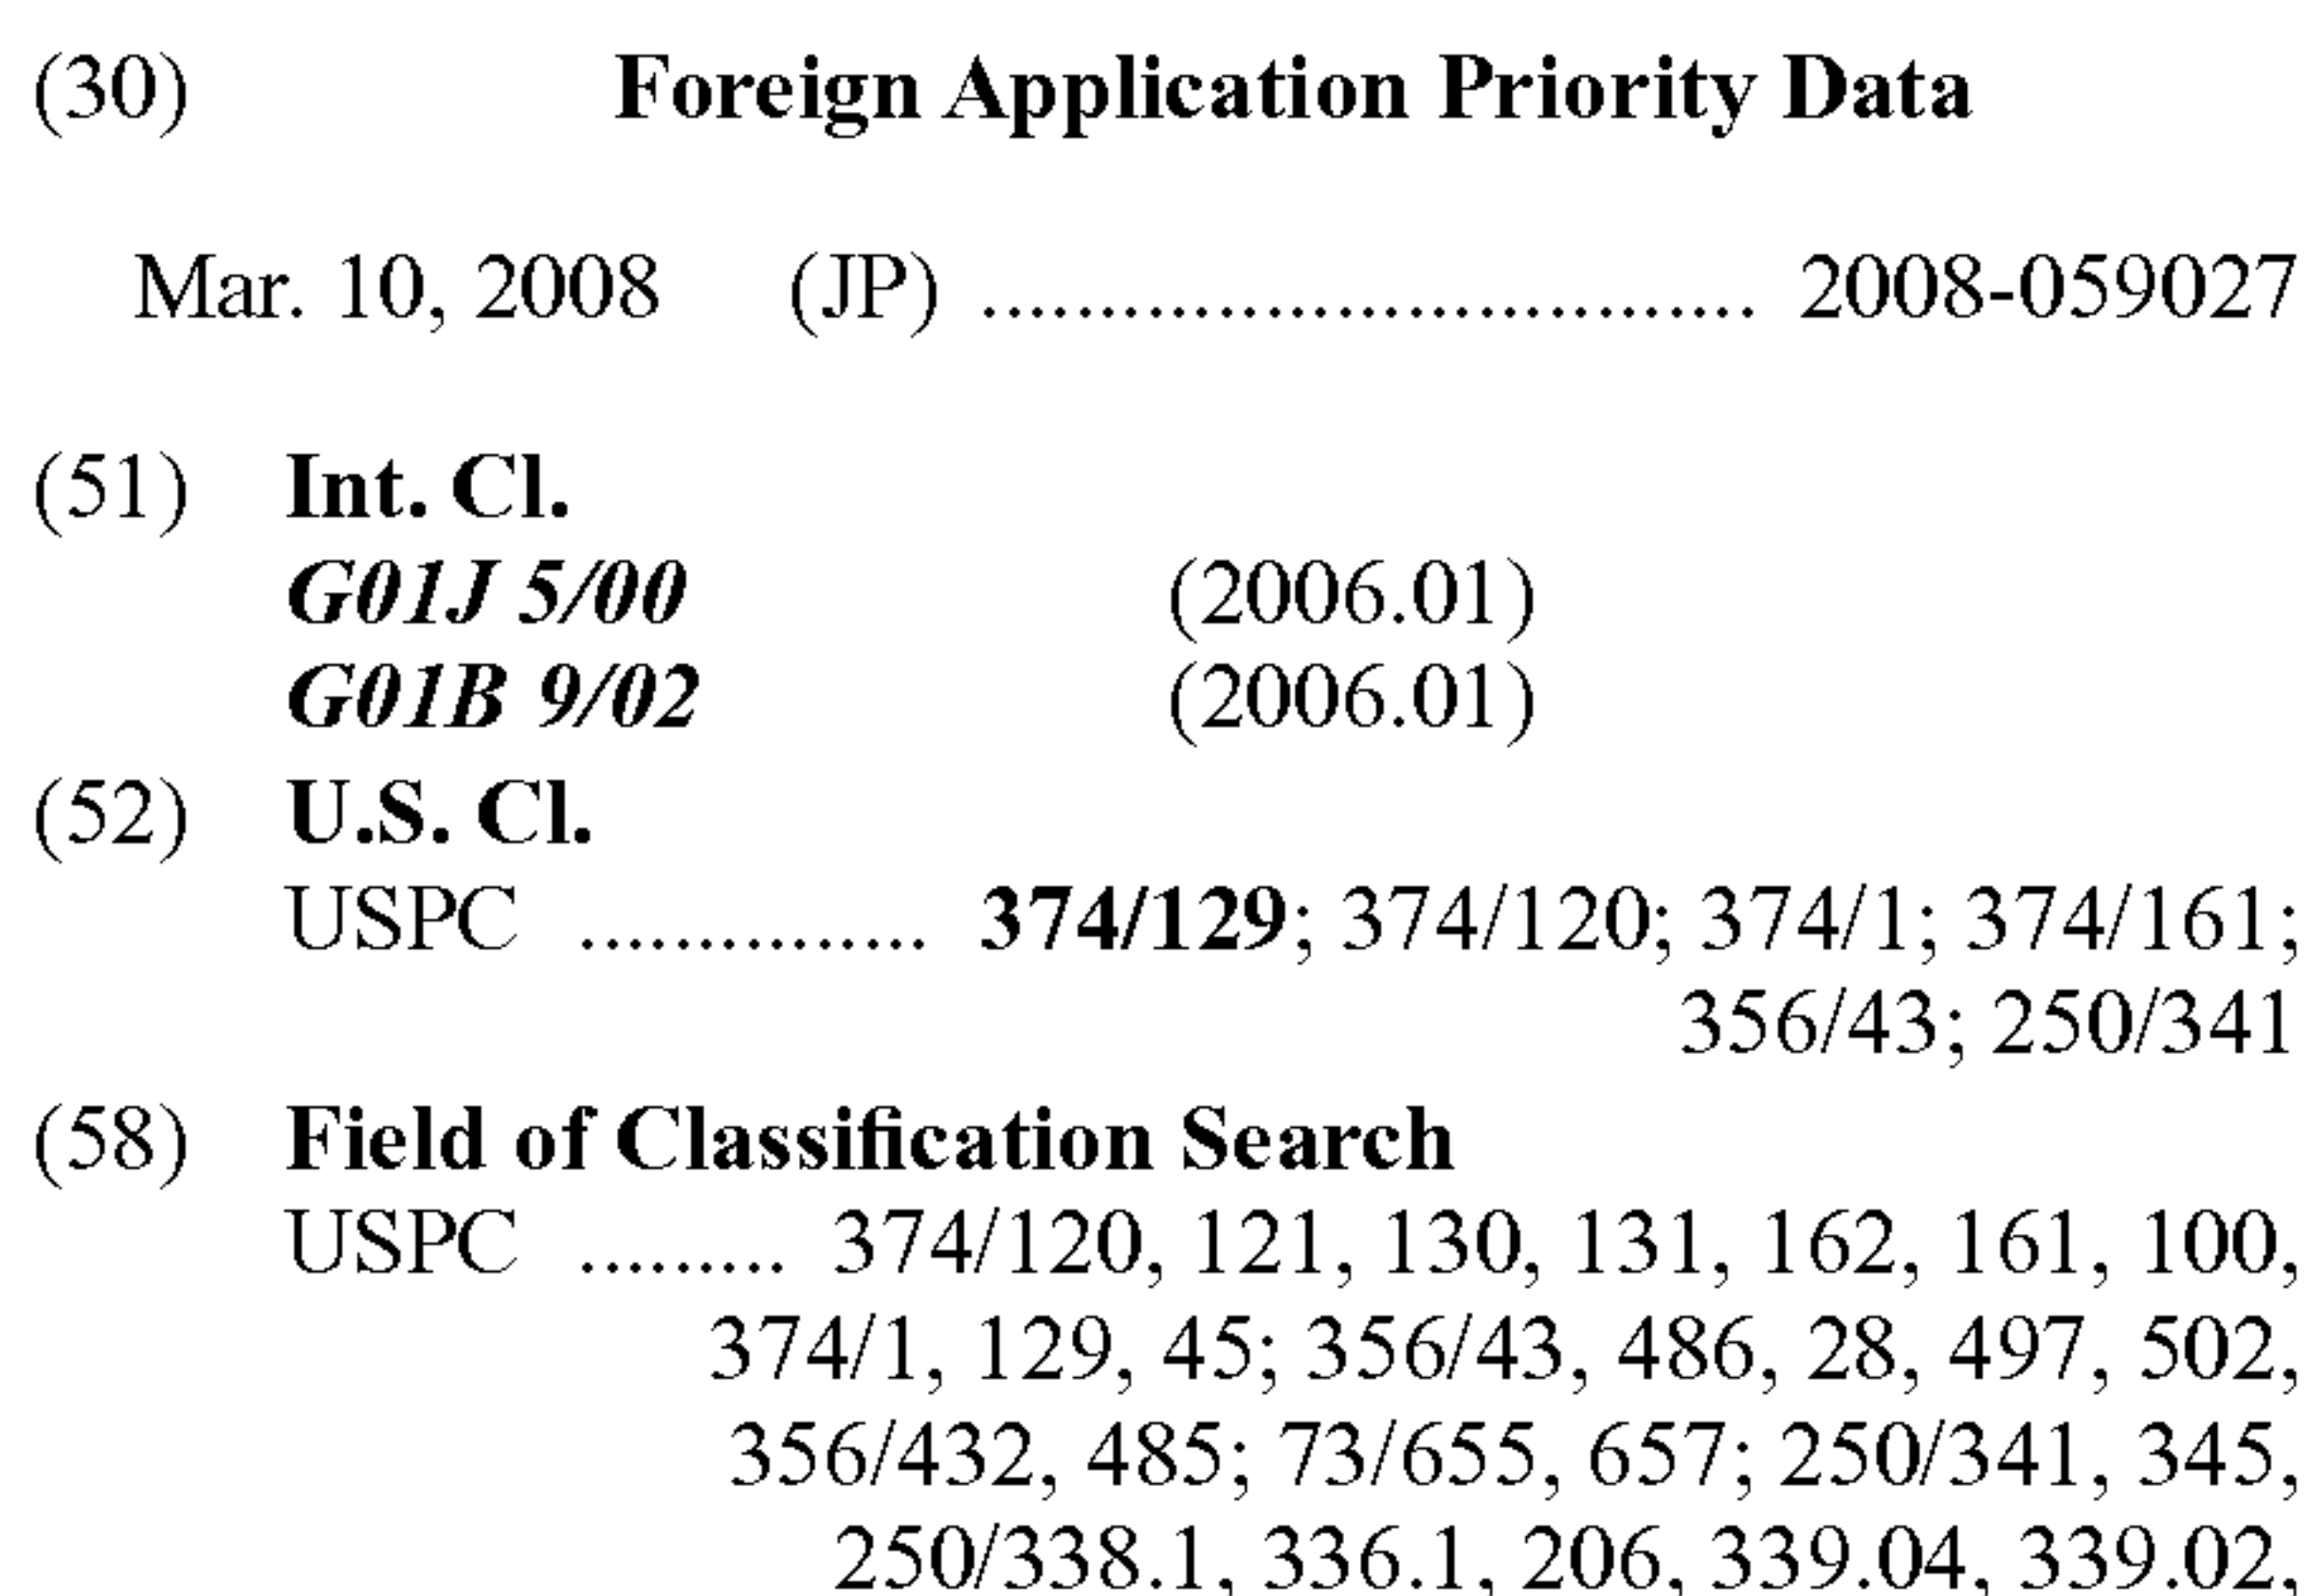 (30) Foreign Application Priority Data
Mar. 10, 2008 (JP) ................................. 2008-059027
(51) Int. Cl.
G01J 5/00 (2006.01)
G01B 9/02 (2006.01)
(52) U.S. Cl.
USPC ............... 374/129; 374/120; 374/1; 374/161;
356/43; 250/341
(58) Field of Classification Search
USPC ......... 374/120, 121, 130, 131, 162, 161, 100,
374/1, 129, 45; 356/43, 486, 28, 497, 502,
356/432, 485; 73/655, 657; 250/341, 345,
250/338.1, 336.1, 206, 339.04, 339.02,